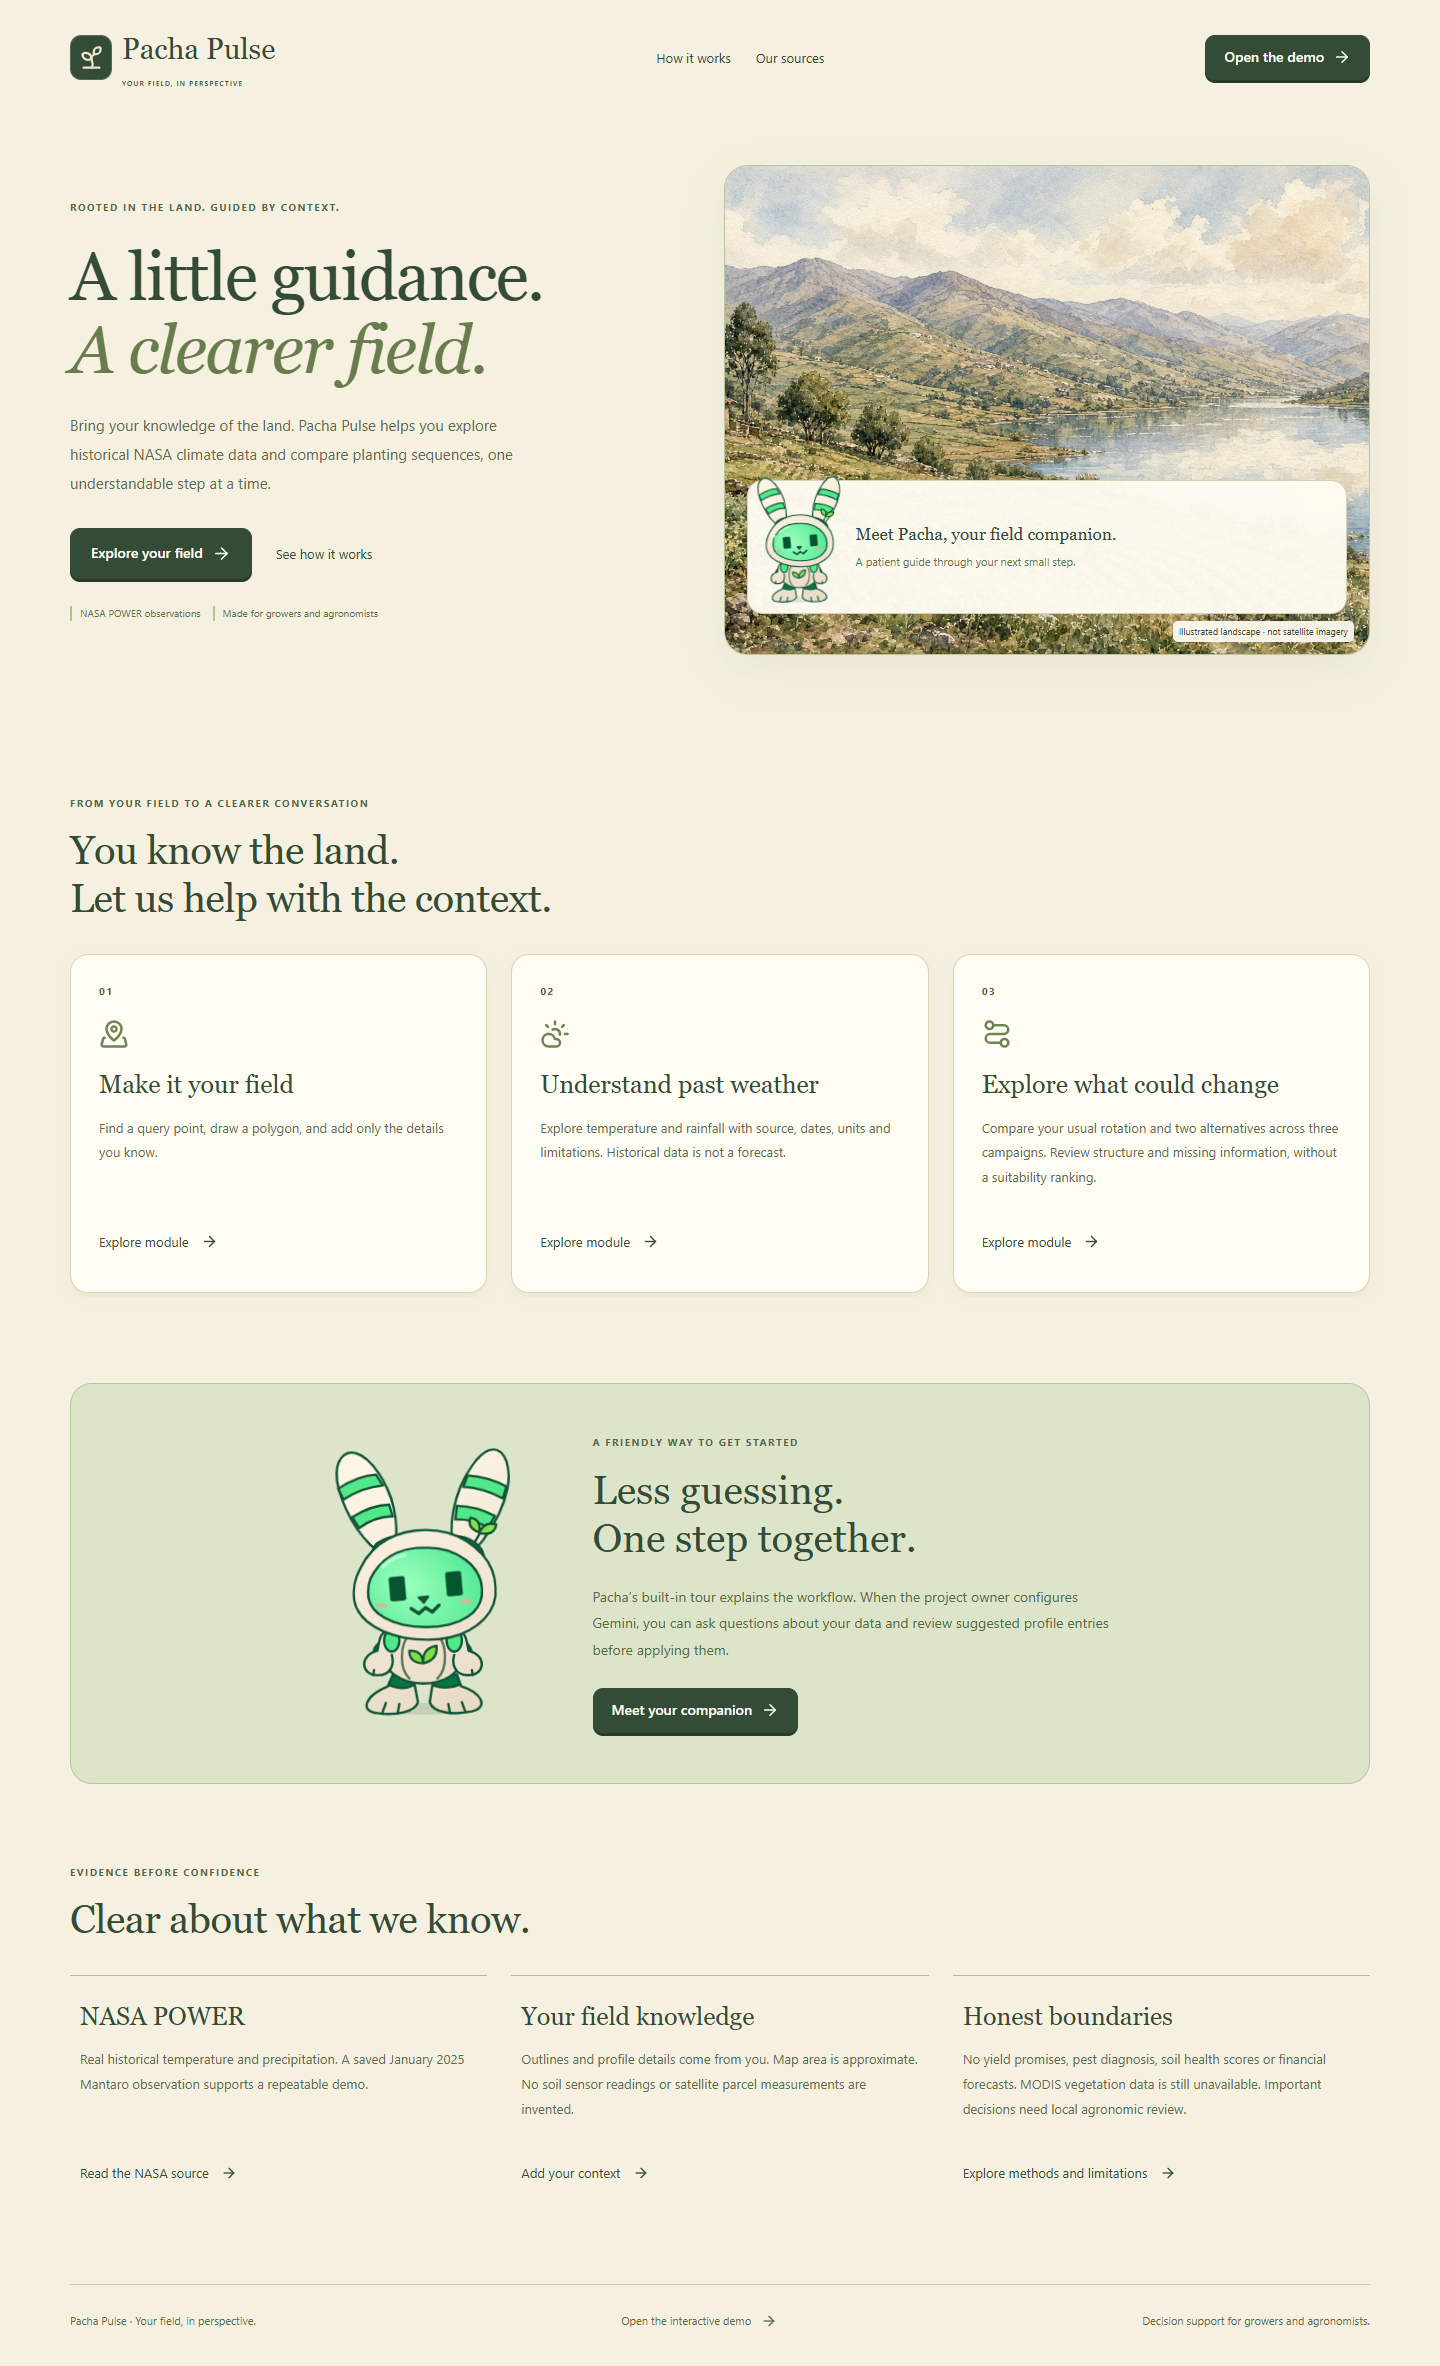 Pacha Pulse
YOUR FIELD, IN PERSPECTIVE
How it works
Our sources
Open the demo
ROOTED IN THE LAND. GUIDED BY CONTEXT.
A little guidance.
A clearer field.
Bring your knowledge of the land. Pacha Pulse helps you explore
historical NASA climate data and compare planting sequences, one
understandable step at a time.
Explore your field
See how it works
NASA POWER observations
Made for growers and agronomists
Meet Pacha, your field companion.
A patient guide through your next small step.
Illustrated landscape · not satellite imagery
FROM YOUR FIELD TO A CLEARER CONVERSATION
You know the land.
Let us help with the context.
01
Make it your field
Find a query point, draw a polygon, and add only the details
you know.
Explore module
02
Understand past weather
Explore temperature and rainfall with source, dates, units and
limitations. Historical data is not a forecast.
Explore module
03
Explore what could change
Compare your usual rotation and two alternatives across three
campaigns. Review structure and missing information, without
a suitability ranking.
Explore module
A FRIENDLY WAY TO GET STARTED
Less guessing.
One step together.
Pacha’s built-in tour explains the workflow. When the project owner configures
Gemini, you can ask questions about your data and review suggested profile entries
before applying them.
Meet your companion
EVIDENCE BEFORE CONFIDENCE
Clear about what we know.
NASA POWER
Real historical temperature and precipitation. A saved January 2025
Mantaro observation supports a repeatable demo.
Read the NASA source
Your field knowledge
Outlines and profile details come from you. Map area is approximate.
No soil sensor readings or satellite parcel measurements are
invented.
Add your context
Honest boundaries
No yield promises, pest diagnosis, soil health scores or financial
forecasts. MODIS vegetation data is still unavailable. Important
decisions need local agronomic review.
Explore methods and limitations
Pacha Pulse · Your field, in perspective.
Open the interactive demo
Decision support for growers and agronomists.